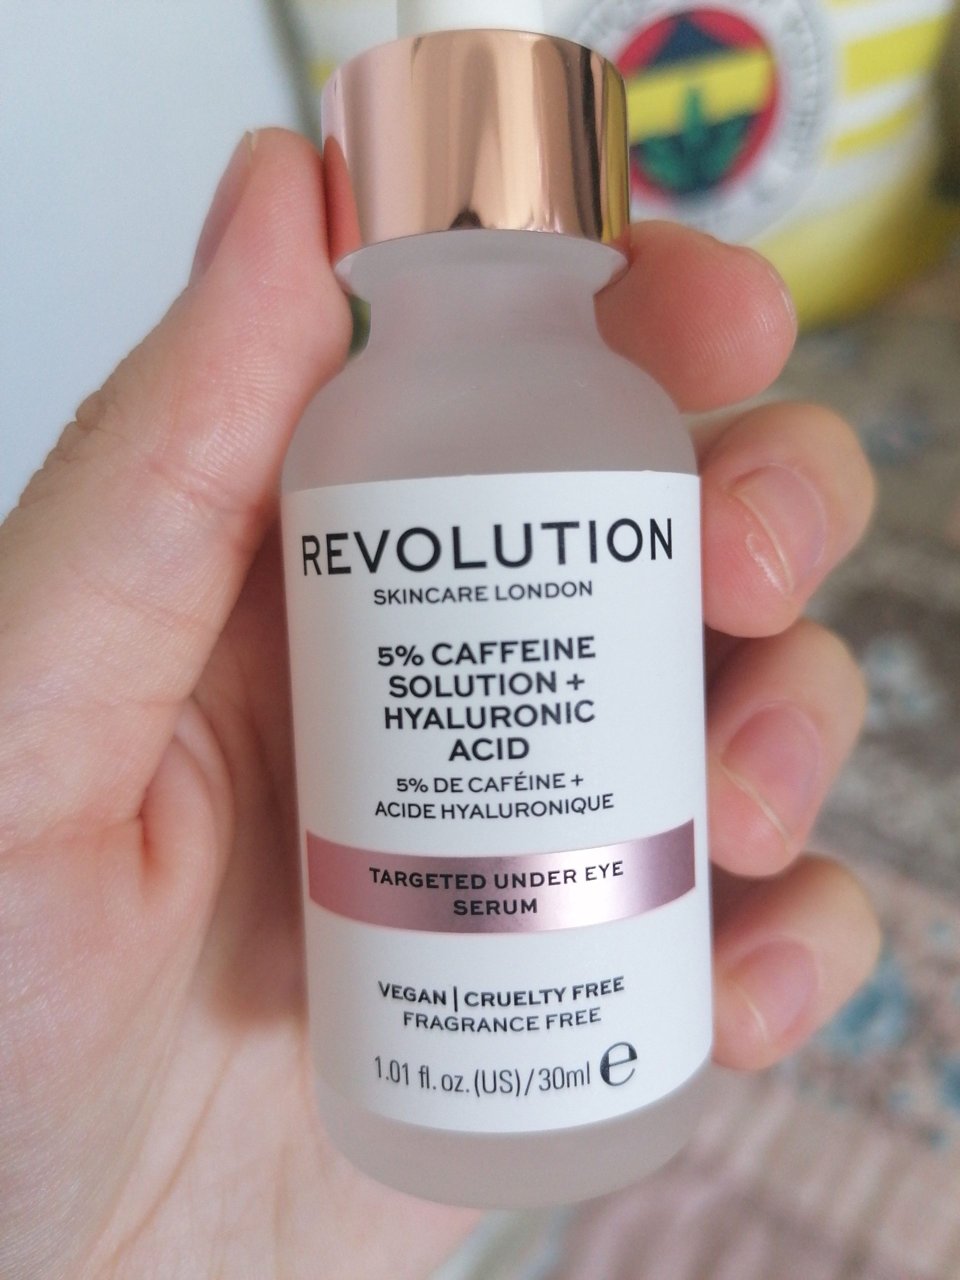 REVOLUTION
SKINCARE LONDON
5% CAFFEINE
SOLUTION +
HYALURONIC
ACID
5% DE CAFÉINE +
ACIDE HYALURONIQUE
TARGETED UNDER EYE
SERUM
VEGAN | CRUELTY FREE
FRAGRANCE FREE
1.01 fl. oz. (US) / 30ml e